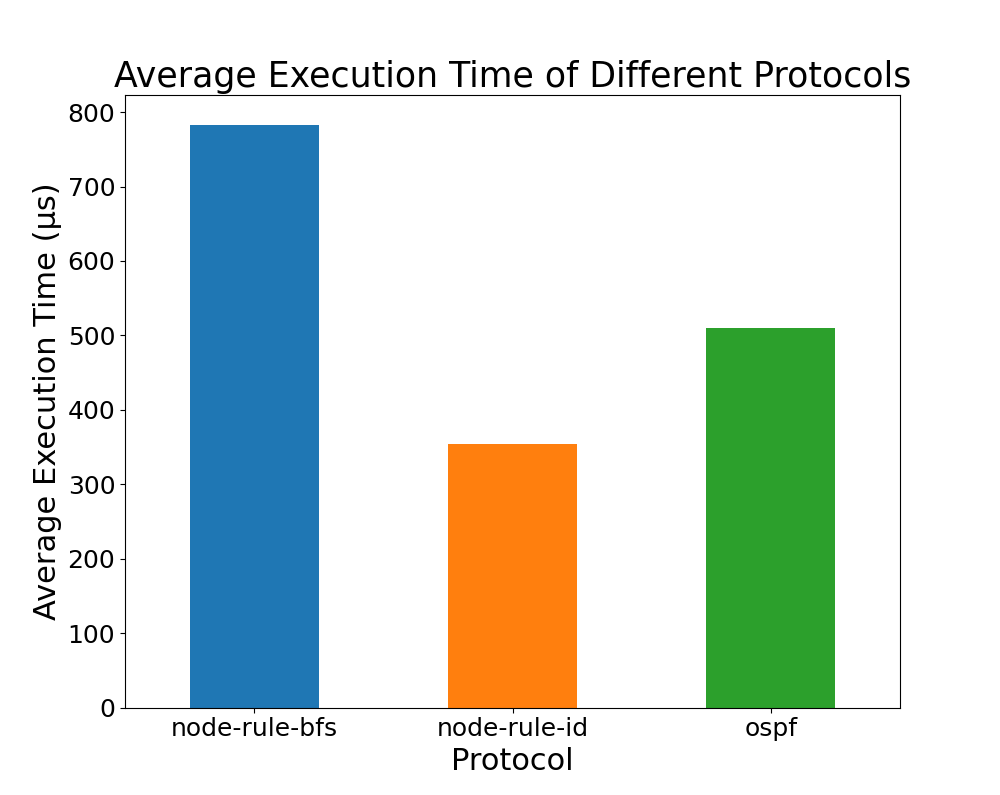 Average Execution Time of Different Protocols
Average Execution Time (µs)
800
700
600
500
400
300
200
100
0
node-rule-bfs node-rule-id ospf
Protocol